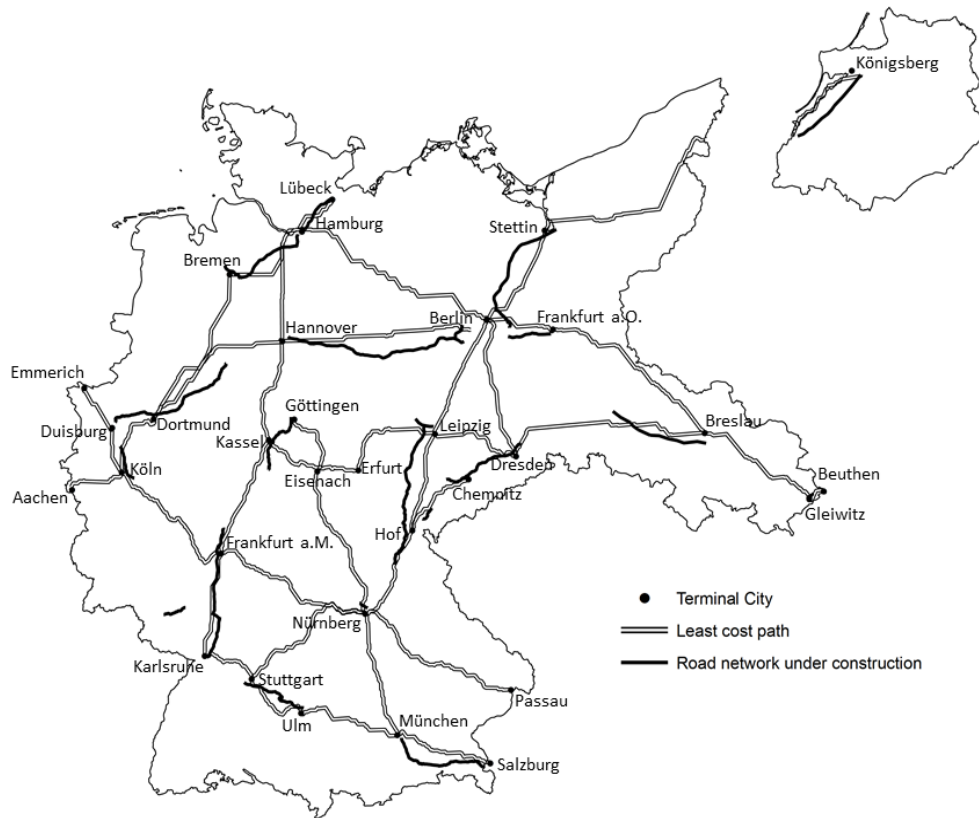 Königsberg
Lübeck
Hamburg
Stettin
Bremen
Hannover
Berlin
Frankfurt a.O.
Emmerich
Göttingen
Duisburg
Dortmund
Kassel
Leipzig
Breslau
Köln
Eisenach
Erfurt
Dresden
Beuthen
Aachen
Chemnitz
Gleiwitz
Hof
Frankfurt a.M.
Terminal City
Nürnberg
Least cost path
Karlsruhe
Road network under construction
Stuttgart
Passau
Ulm
München
Salzburg